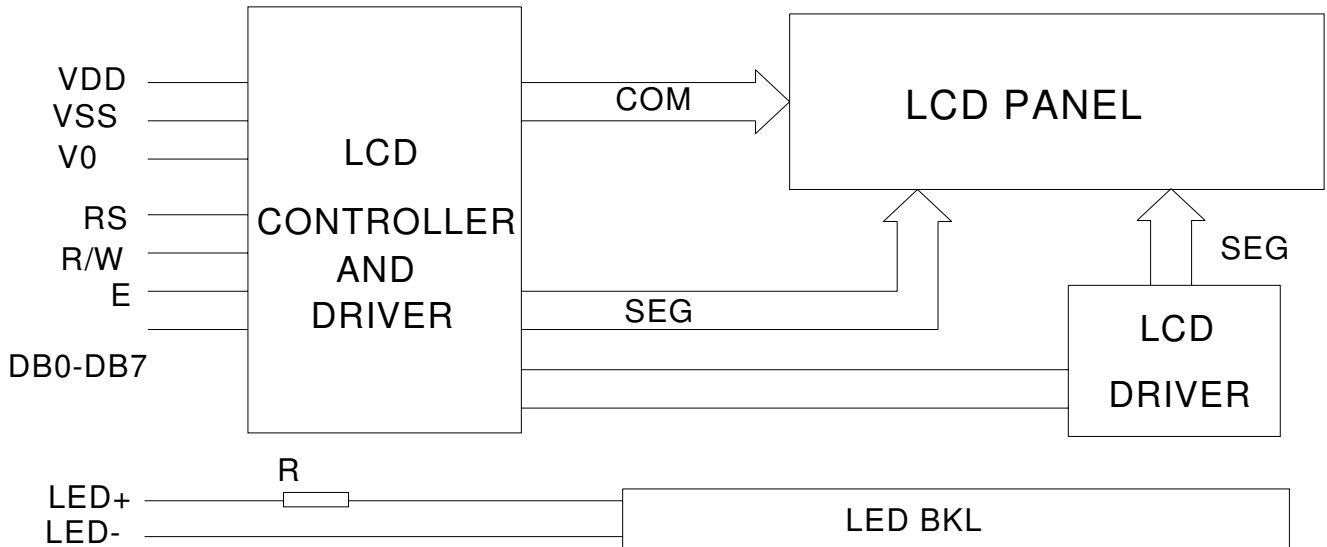 VDD
VSS
V0
RS
R/W
E
DB0-DB7
LCD
CONTROLLER
AND
DRIVER
COM
SEG
LCD PANEL
SEG
LCD
DRIVER
R
LED+
LED-
LED BKL